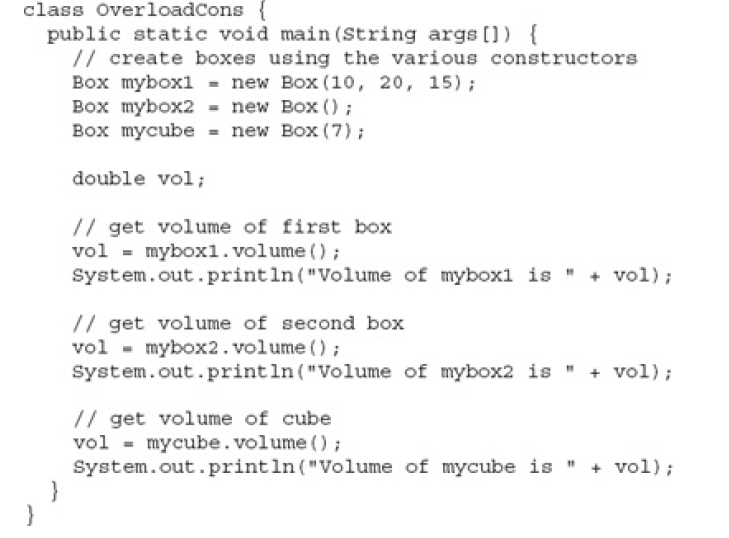 class OverloadCons {
public static void main(String args[]) {
// create boxes using the various constructors
Box mybox1 = new Box(10, 20, 15);
Box mybox2 = new Box();
Box mycube = new Box(7);
double vol;
// get volume of first box
vol = mybox1.volume();
System.out.println("Volume of mybox1 is " + vol);
// get volume of second box
vol = mybox2.volume();
System.out.println("Volume of mybox2 is " + vol);
// get volume of cube
vol = mycube.volume();
System.out.println("Volume of mycube is " + vol);
}
}